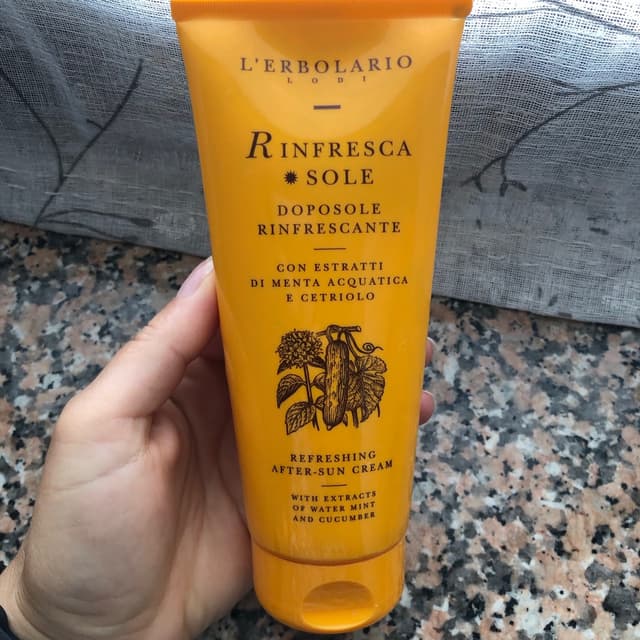 L'ERBOLARIO
LODI
RINFRESCA
SOLE
DOPOSOLE
RINFRESCANTE
CON ESTRATTI
DI MENTA ACQUATICA
E CETRIOLO
REFRESHING
AFTER-SUN CREAM
WITH EXTRACTS
OF WATER MINT
AND CUCUMBER